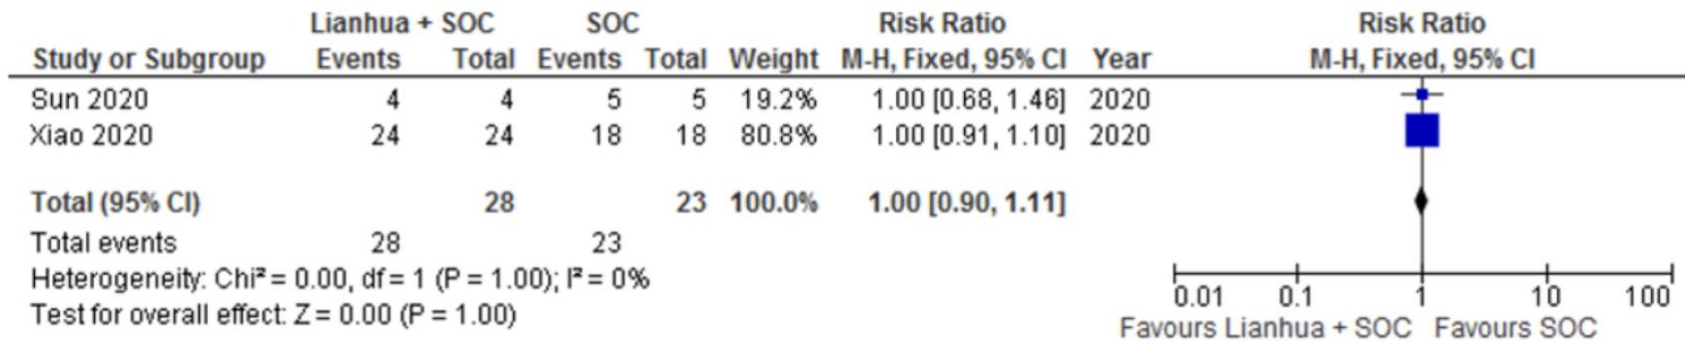 Lianhua + SOC SOC Risk Ratio Risk Ratio
Study or Subgroup Events Total Events Total Weight M-H, Fixed, 95% CI Year M-H, Fixed, 95% CI
Sun 2020 4 4 5 5 19.2% 1.00 [0.68, 1.46] 2020
Xiao 2020 24 24 18 18 80.8% 1.00 [0.91, 1.10] 2020
Total (95% CI) 28 23 100.0% 1.00 [0.90, 1.11]
Total events 28 23
Heterogeneity: Chi² = 0.00, df = 1 (P = 1.00); I² = 0%
Test for overall effect: Z = 0.00 (P = 1.00)
0.01 0.1 1 10 100
Favours Lianhua + SOC Favours SOC